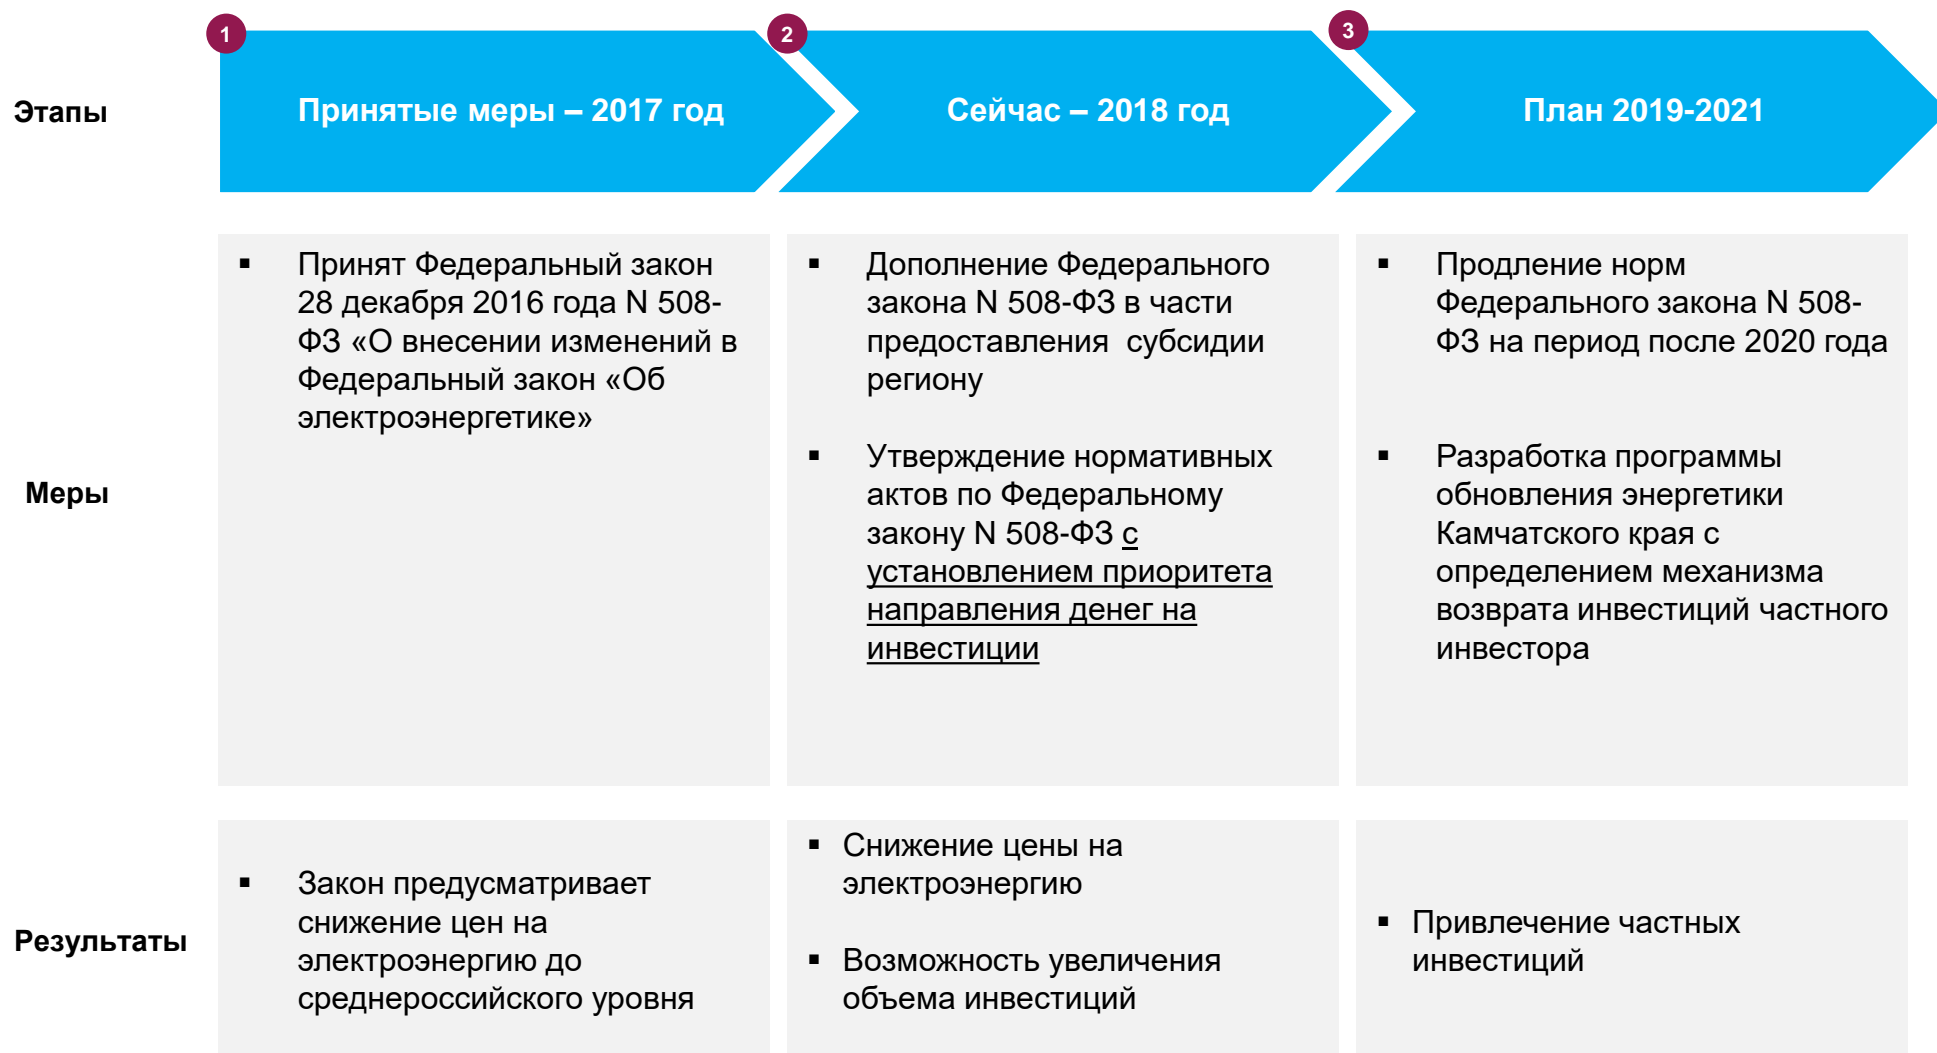 1
2
3
Этапы
Принятые меры – 2017 год
Сейчас – 2018 год
План 2019-2021
Меры
▪ Принят Федеральный закон
28 декабря 2016 года N 508-
ФЗ «О внесении изменений в
Федеральный закон «Об
электроэнергетике»
▪ Дополнение Федерального
закона N 508-ФЗ в части
предоставления субсидии
региону
▪ Утверждение нормативных
актов по Федеральному
закону N 508-ФЗ с
установлением приоритета
направления денег на
инвестиции
▪ Продление норм
Федерального закона N 508-
ФЗ на период после 2020 года
▪ Разработка программы
обновления энергетики
Камчатского края с
определением механизма
возврата инвестиций частного
инвестора
Результаты
▪ Закон предусматривает
снижение цен на
электроэнергию до
среднероссийского уровня
▪ Снижение цены на
электроэнергию
▪ Возможность увеличения
объема инвестиций
▪ Привлечение частных
инвестиций